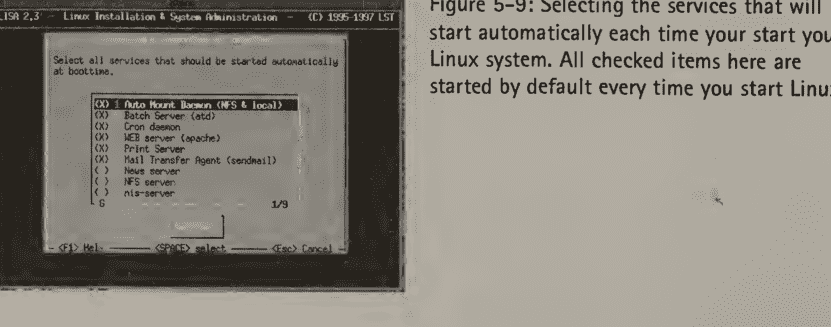 LISA 2.3 — Linux Installation & System Administration — (C) 1995-1997 LST
Select all services that should be started automatically
at boottime.
(X) Auto Mount Daemon (NFS & local)
(X) Batch Server (atd)
(X) Cron daemon
(X) WEB server (apache)
(X) Print Server
(X) Mail Transfer Agent (sendmail)
( ) News server
( ) NFS server
( ) nis-server
1/9
<F1> <SPACE> select <Esc> Cancel
Figure 5-9: Selecting the services that will
start automatically each time your start
Linux system. All checked items here are
started by default every time you start